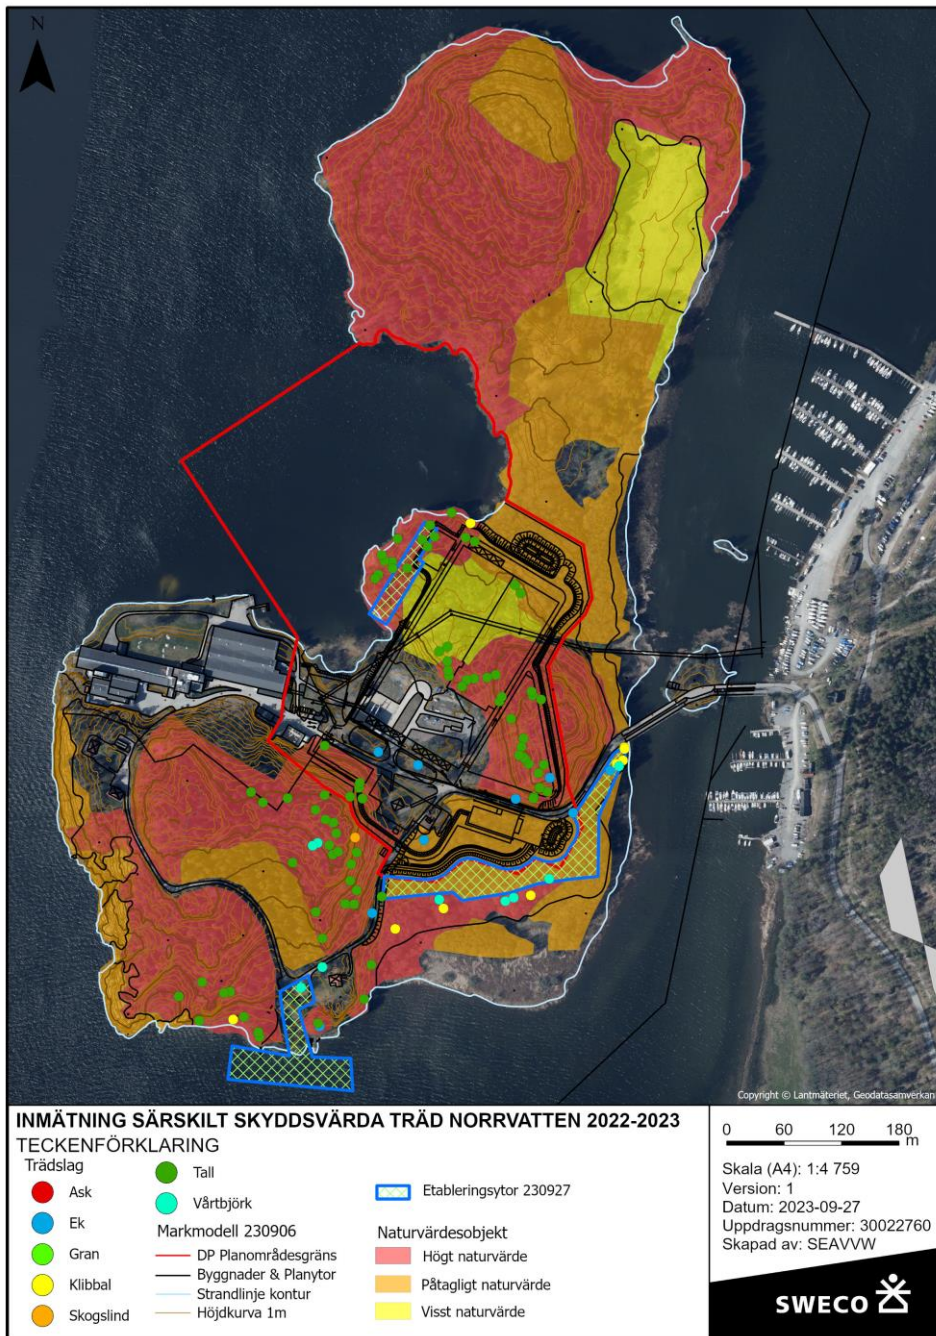 N
Copyright © Lantmäteriet, Geodatasamverkan
INMÄTNING SÄRSKILT SKYDDSVÄRDA TRÄD NORRVATTEN 2022-2023
TECKENFÖRKLARING
Trädslag
Ask
Ek
Gran
Klibbal
Skogslind
Tall
Vårtbjörk
Markmodell 230906
DP Planområdesgräns
Byggnader & Planytor
Strandlinje kontur
Höjdkurva 1m
Etableringsytor 230927
Naturvärdesobjekt
Högt naturvärde
Påtagligt naturvärde
Visst naturvärde
0 60 120 180
m
Skala (A4): 1:4 759
Version: 1
Datum: 2023-09-27
Uppdragsnummer: 30022760
Skapad av: SEAVVW
SWECO